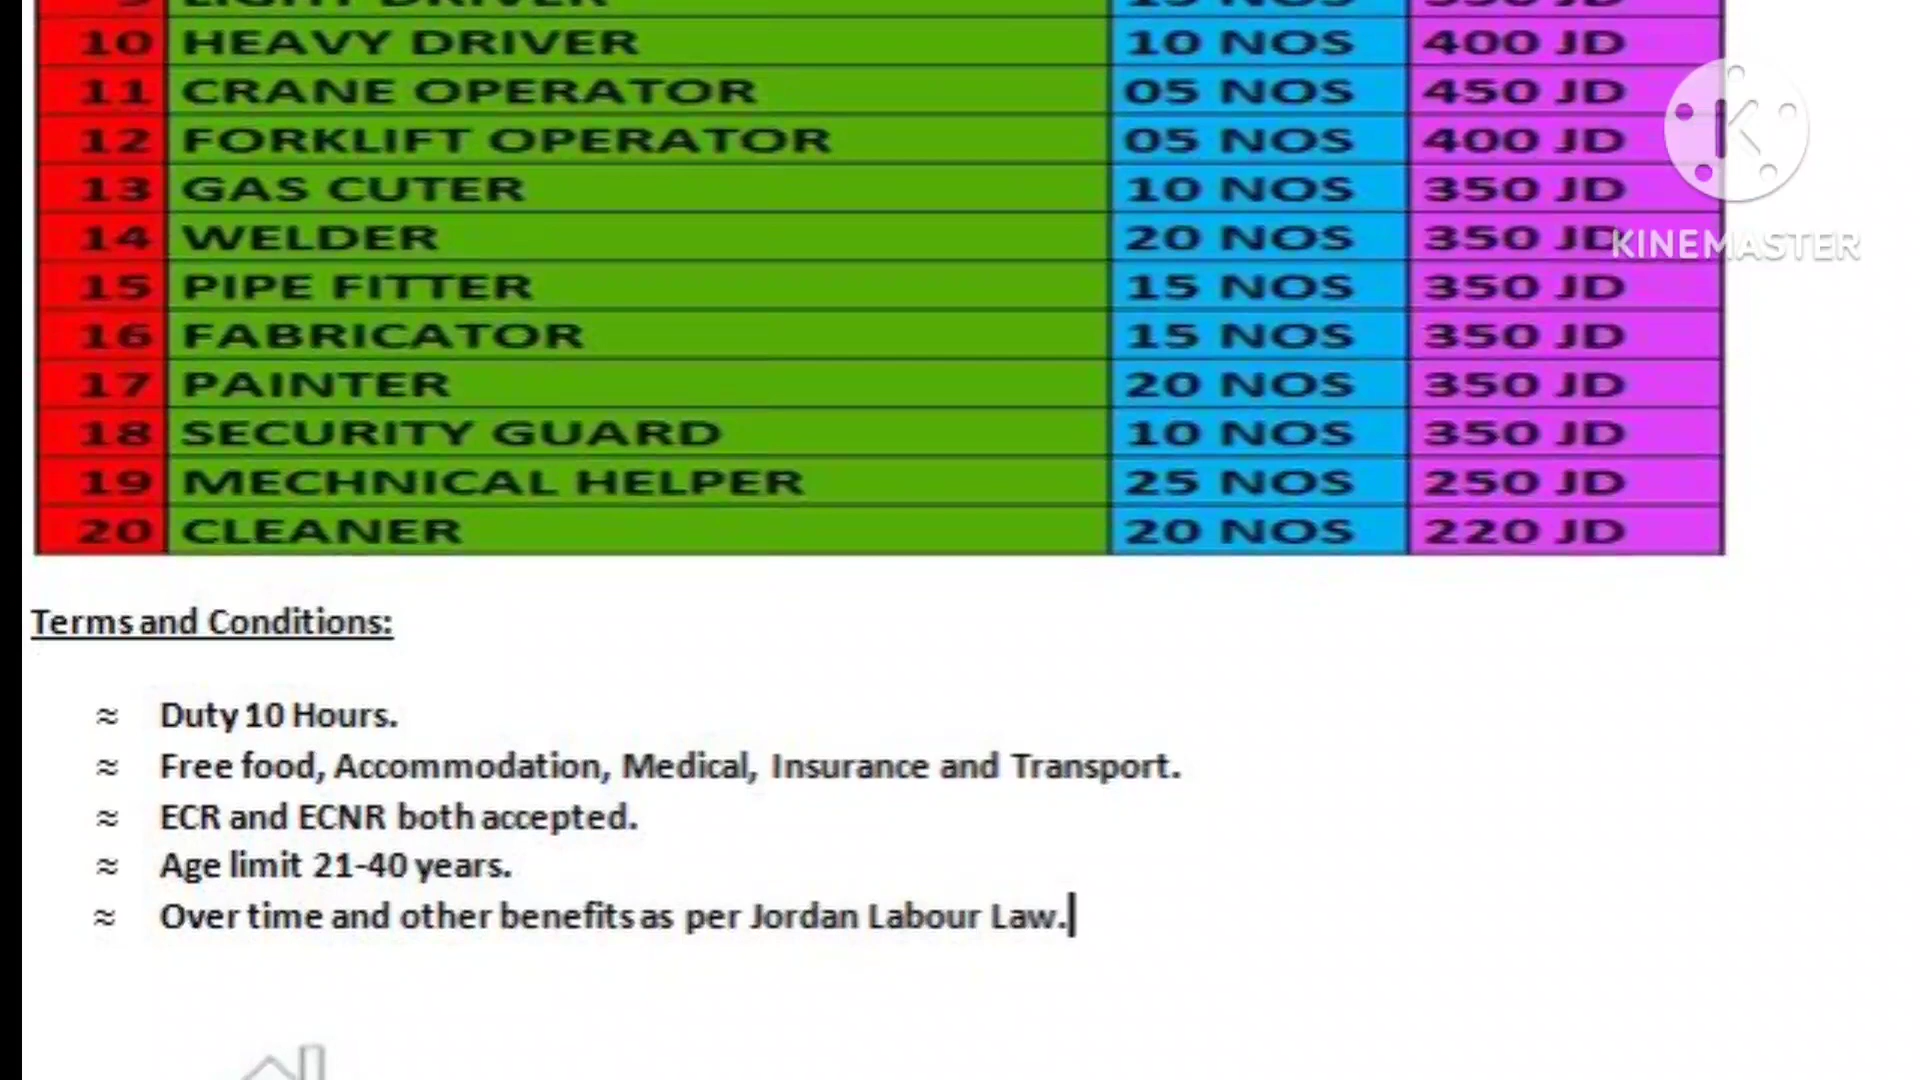 10 HEAVY DRIVER 10 NOS 400 JD
11 CRANE OPERATOR 05 NOS 450 JD
12 FORKLIFT OPERATOR 05 NOS 400 JD
13 GAS CUTER 10 NOS 350 JD
14 WELDER 20 NOS 350 JD
KINEMASTER
15 PIPE FITTER 15 NOS 350 JD
16 FABRICATOR 15 NOS 350 JD
17 PAINTER 20 NOS 350 JD
18 SECURITY GUARD 10 NOS 350 JD
19 MECHNICAL HELPER 25 NOS 250 JD
20 CLEANER 20 NOS 220 JD
Terms and Conditions:
≈ Duty 10 Hours.
≈ Free food, Accommodation, Medical, Insurance and Transport.
≈ ECR and ECNR both accepted.
≈ Age limit 21-40 years.
≈ Over time and other benefits as per Jordan Labour Law.